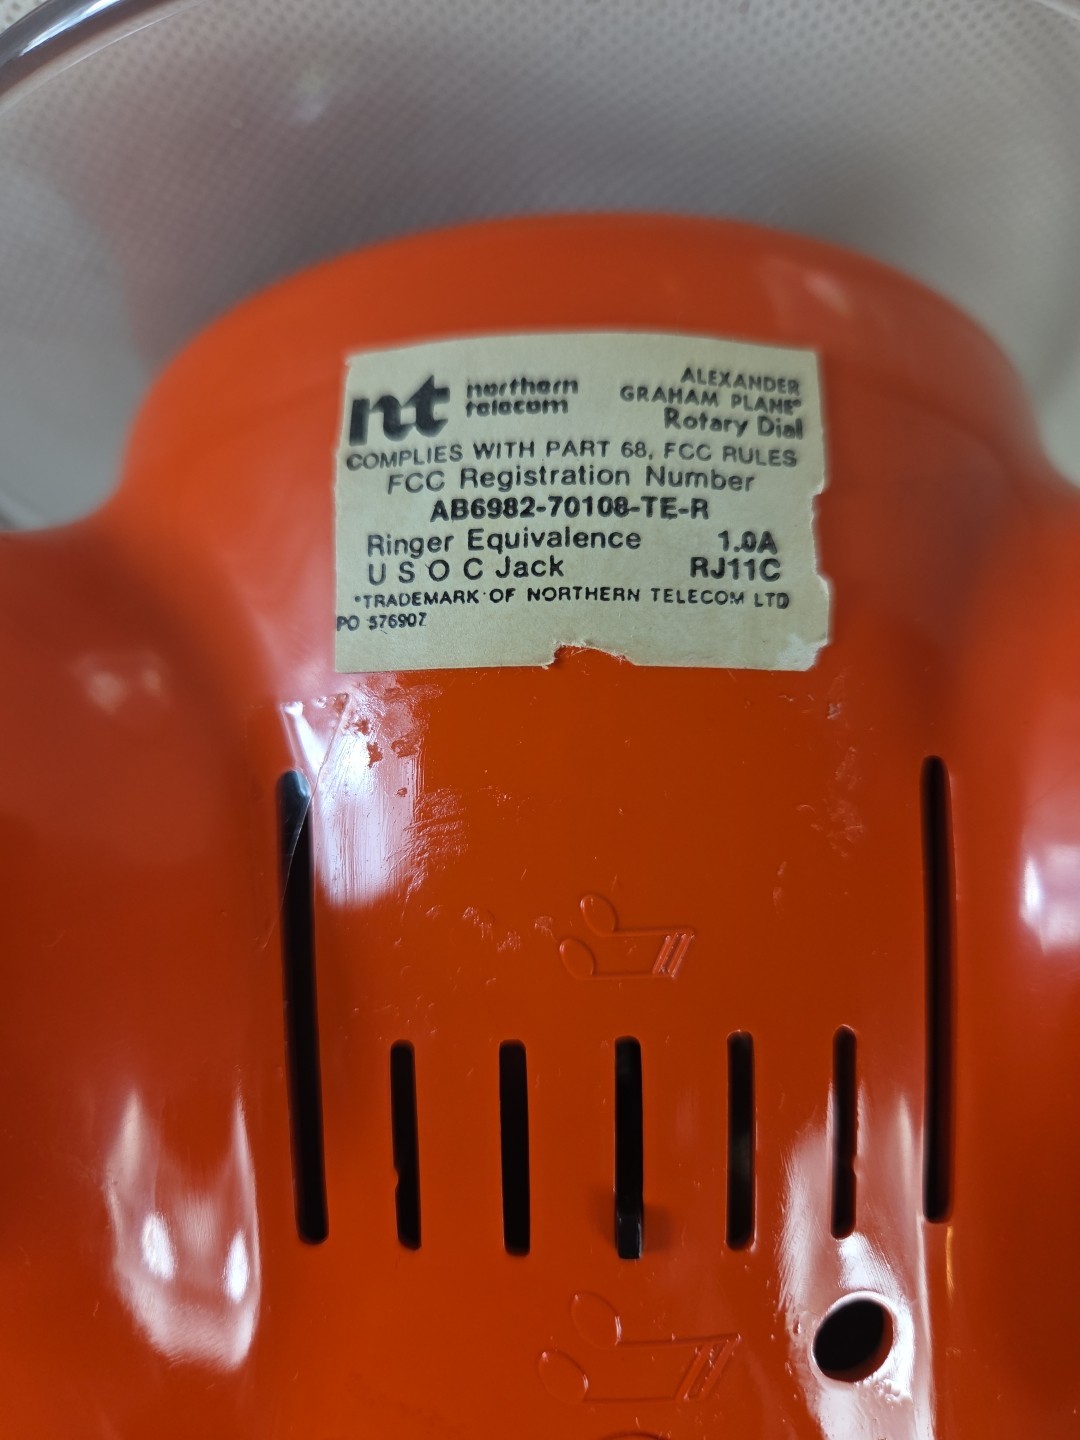 nt northern telecom
ALEXANDER
GRAHAM PLANE*
Rotary Dial
COMPLIES WITH PART 68, FCC RULES
FCC Registration Number
AB6982-70108-TE-R
Ringer Equivalence 1.0A
U S O C Jack RJ11C
*TRADEMARK OF NORTHERN TELECOM LTD
PO 576907